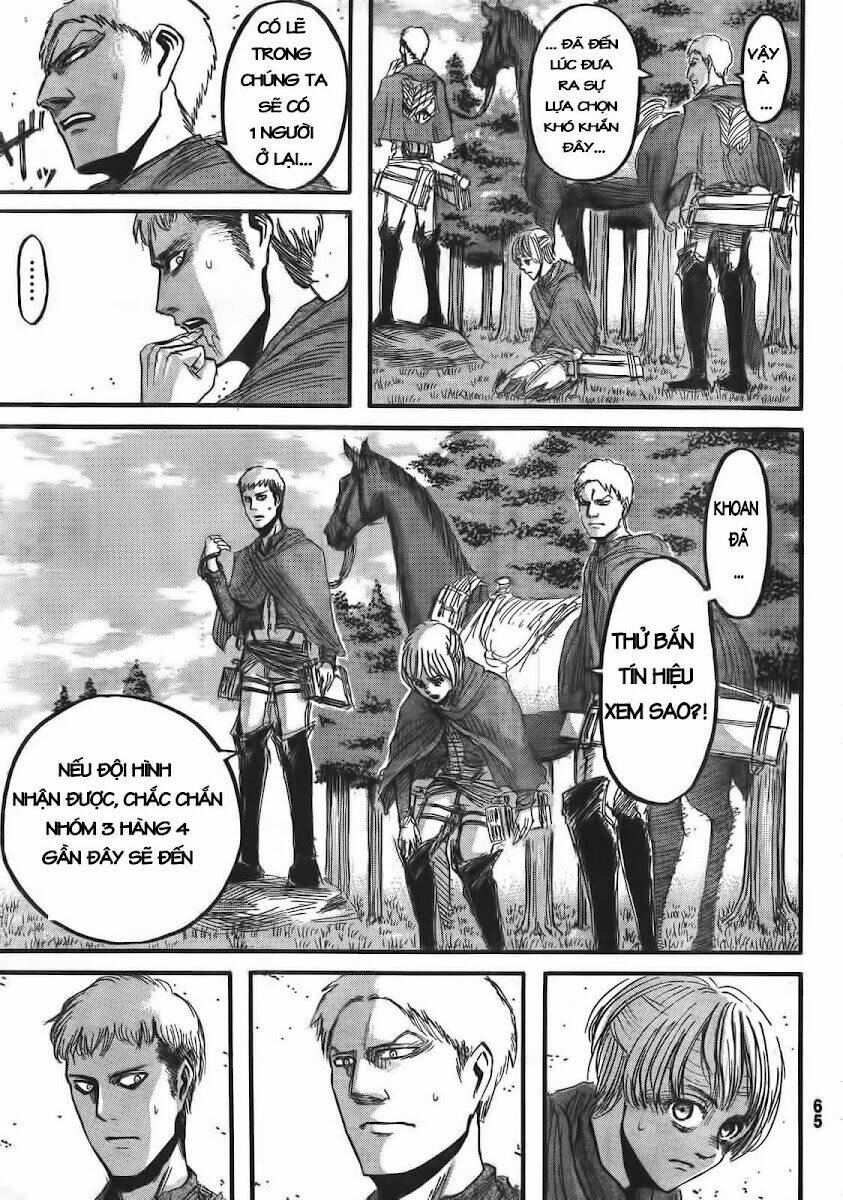 VẬY
À
...
... ĐÃ ĐẾN
LÚC ĐƯA
RA SỰ
LỰA CHỌN
KHÓ KHĂN
ĐÂY...
CÓ LẼ
TRONG
CHÚNG TA
SẼ CÓ
1 NGƯỜI
Ở LẠI...
......
KHOAN
ĐÃ
...
THỬ BẮN
TÍN HIỆU
XEM SAO?!
NẾU ĐỘI HÌNH
NHẬN ĐƯỢC, CHẮC CHẮN
NHÓM 3 HÀNG 4
GẦN ĐÂY SẼ ĐẾN
65